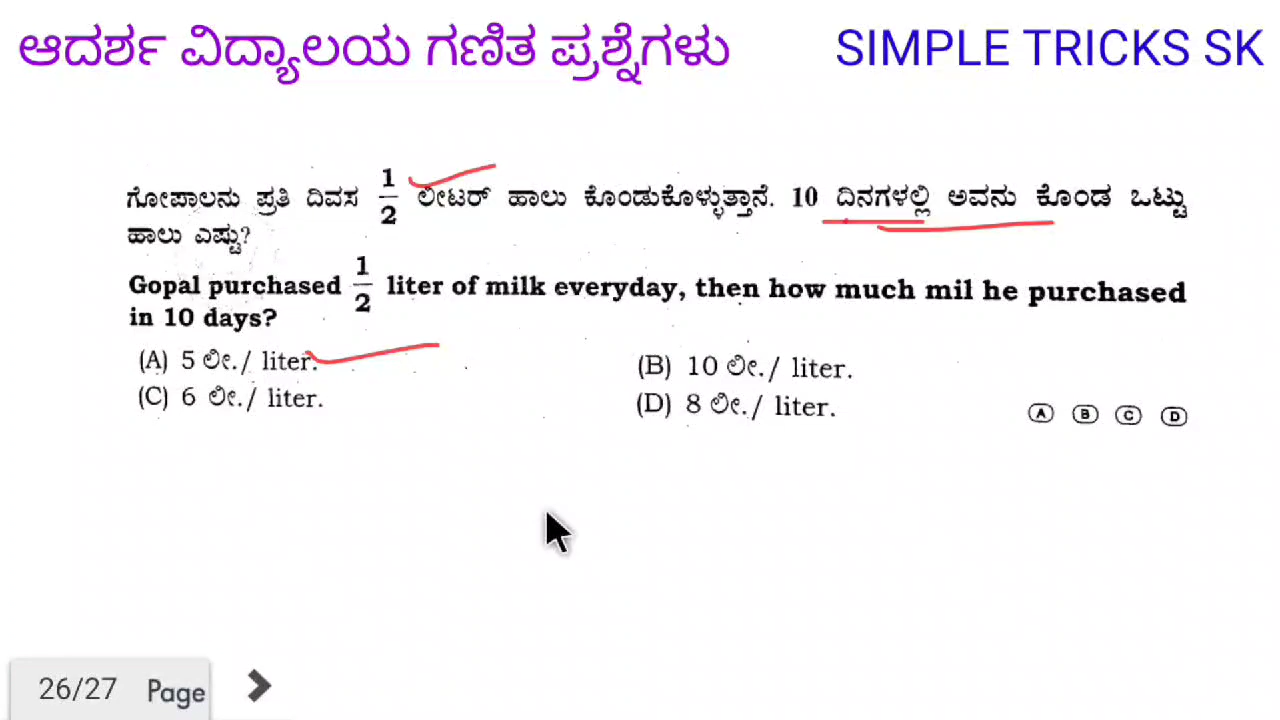 ಆದರ್ಶ ವಿದ್ಯಾಲಯ ಗಣಿತ ಪ್ರಶ್ನೆಗಳು SIMPLE TRICKS SK
ಗೋಪಾಲನು ಪ್ರತಿ ದಿವಸ 1/2 ಲೀಟರ್ ಹಾಲು ಕೊಂಡುಕೊಳ್ಳುತ್ತಾನೆ. 10 ದಿನಗಳಲ್ಲಿ ಅವನು ಕೊಂಡ ಒಟ್ಟು
ಹಾಲು ಎಷ್ಟು?
Gopal purchased 1/2 liter of milk everyday, then how much mil he purchased
in 10 days?
(A) 5 ಲೀ./ liter. (B) 10 ಲೀ./ liter.
(C) 6 ಲೀ./ liter. (D) 8 ಲೀ./ liter. A B C D
26/27 Page